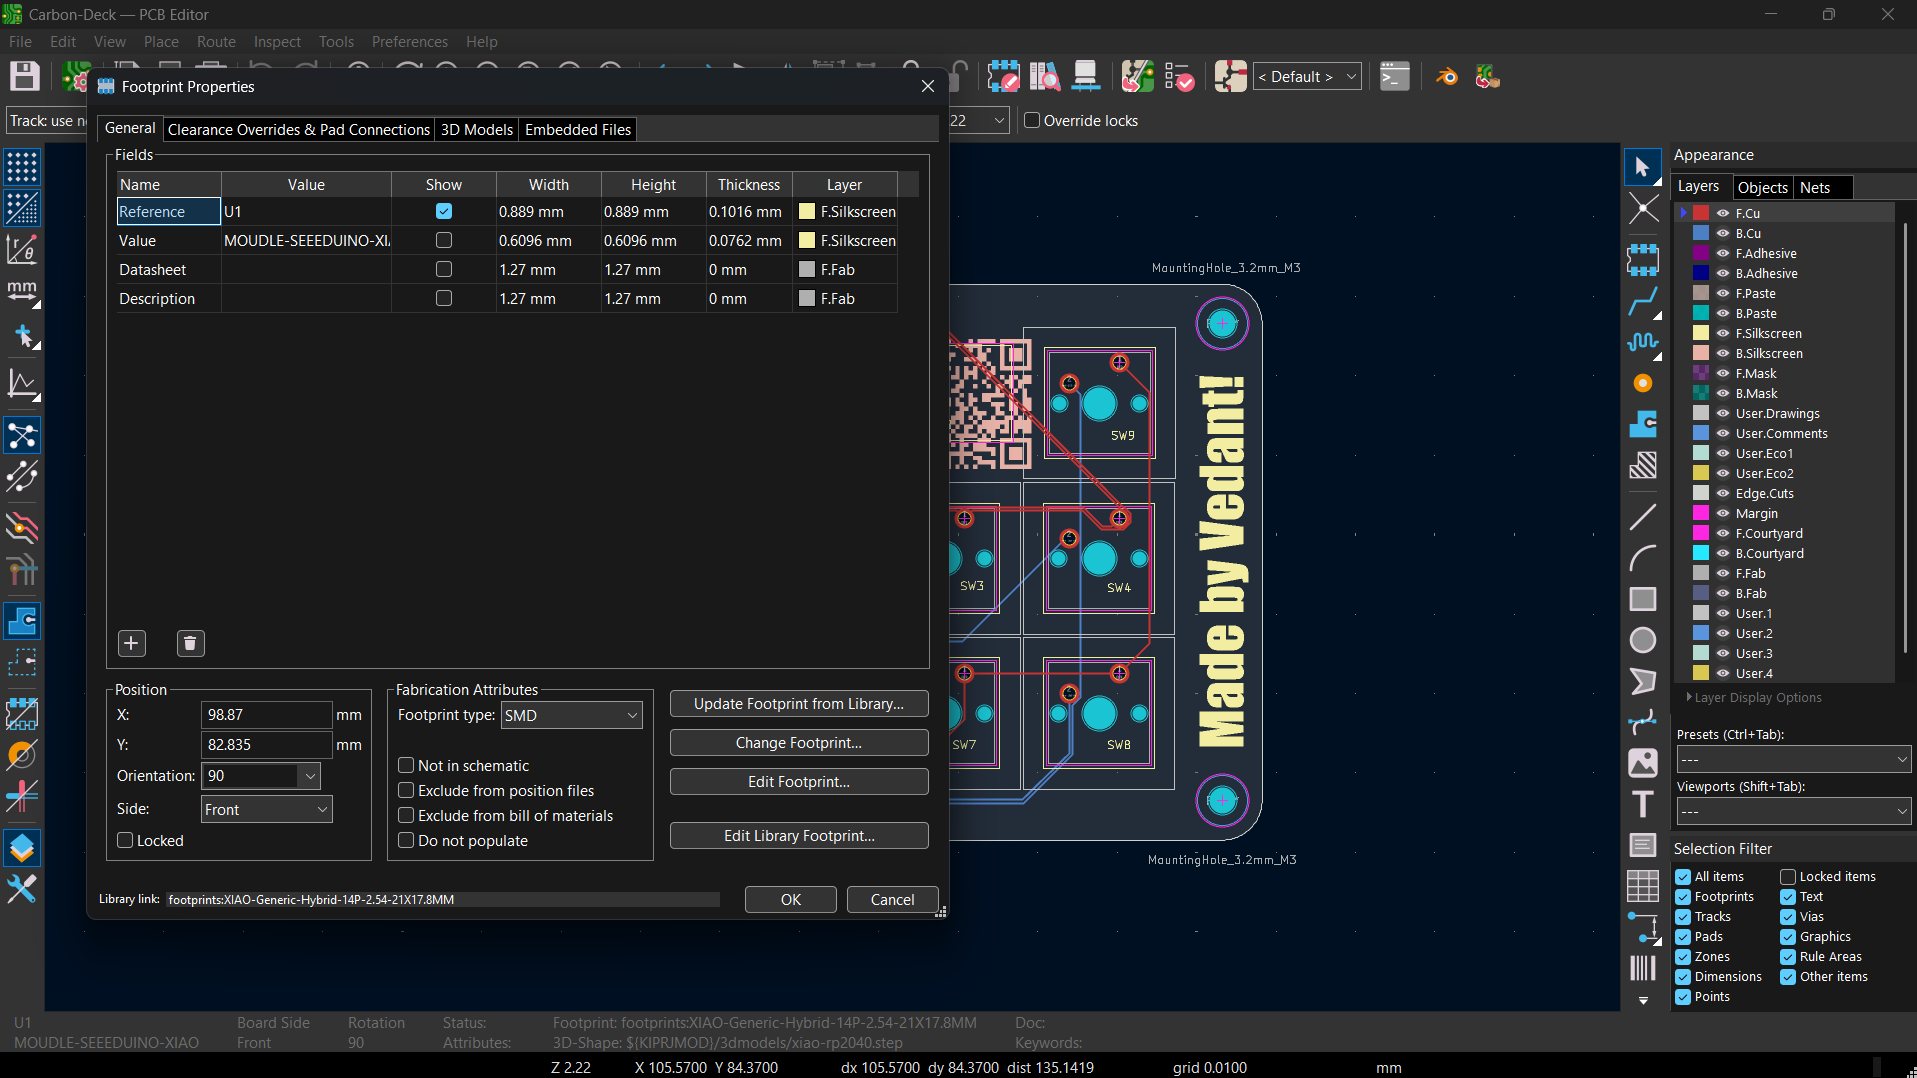 Carbon-Deck — PCB Editor
File Edit View Place Route Inspect Tools Preferences Help
< Default >
Track: use
22
Override locks
Footprint Properties
General
Clearance Overrides & Pad Connections
3D Models
Embedded Files
Fields
Name Value Show Width Height Thickness Layer
Reference U1 0.889 mm 0.889 mm 0.1016 mm F.Silkscreen
Value MOUDLE-SEEEDUINO-XI 0.6096 mm 0.6096 mm 0.0762 mm F.Silkscreen
Datasheet 1.27 mm 1.27 mm 0 mm F.Fab
Description 1.27 mm 1.27 mm 0 mm F.Fab
Position
X: 98.87 mm
Y: 82.835 mm
Orientation: 90
Side: Front
Locked
Fabrication Attributes
Footprint type: SMD
Not in schematic
Exclude from position files
Exclude from bill of materials
Do not populate
Update Footprint from Library...
Change Footprint...
Edit Footprint...
Edit Library Footprint...
Library link: footprints:XIAO-Generic-Hybrid-14P-2.54-21X17.8MM
OK
Cancel
MountingHole_3.2mm_M3
SW9
SW3
SW4
SW7
SW8
Made by Vedant!
MountingHole_3.2mm_M3
mm
Appearance
Layers Objects Nets
F.Cu
B.Cu
F.Adhesive
B.Adhesive
F.Paste
B.Paste
F.Silkscreen
B.Silkscreen
F.Mask
B.Mask
User.Drawings
User.Comments
User.Eco1
User.Eco2
Edge.Cuts
Margin
F.Courtyard
B.Courtyard
F.Fab
B.Fab
User.1
User.2
User.3
User.4
Layer Display Options
Presets (Ctrl+Tab):
---
Viewports (Shift+Tab):
---
Selection Filter
All items Locked items
Footprints Text
Tracks Vias
Pads Graphics
Zones Rule Areas
Dimensions Other items
Points
U1 Board Side Rotation Status: Footprint: footprints:XIAO-Generic-Hybrid-14P-2.54-21X17.8MM Doc:
MOUDLE-SEEEDUINO-XIAO Front 90 Attributes: 3D-Shape: ${KIPRJMOD}/3dmodels/xiao-rp2040.step Keywords:
Z 2.22 X 105.5700 Y 84.3700 dx 105.5700 dy 84.3700 dist 135.1419 grid 0.0100 mm